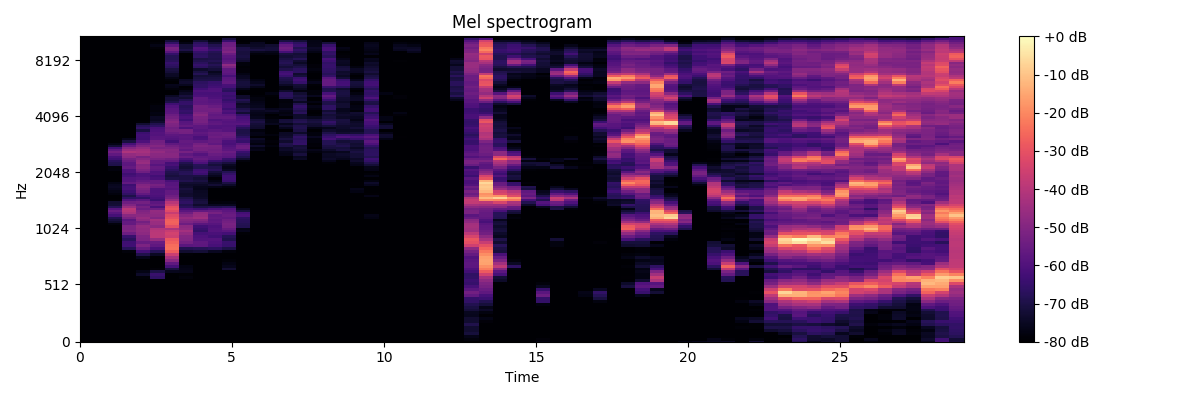 Mel spectrogram
8192
4096
2048
1024
512
0
Hz
0 5 10 15 20 25
Time
+0 dB
-10 dB
-20 dB
-30 dB
-40 dB
-50 dB
-60 dB
-70 dB
-80 dB